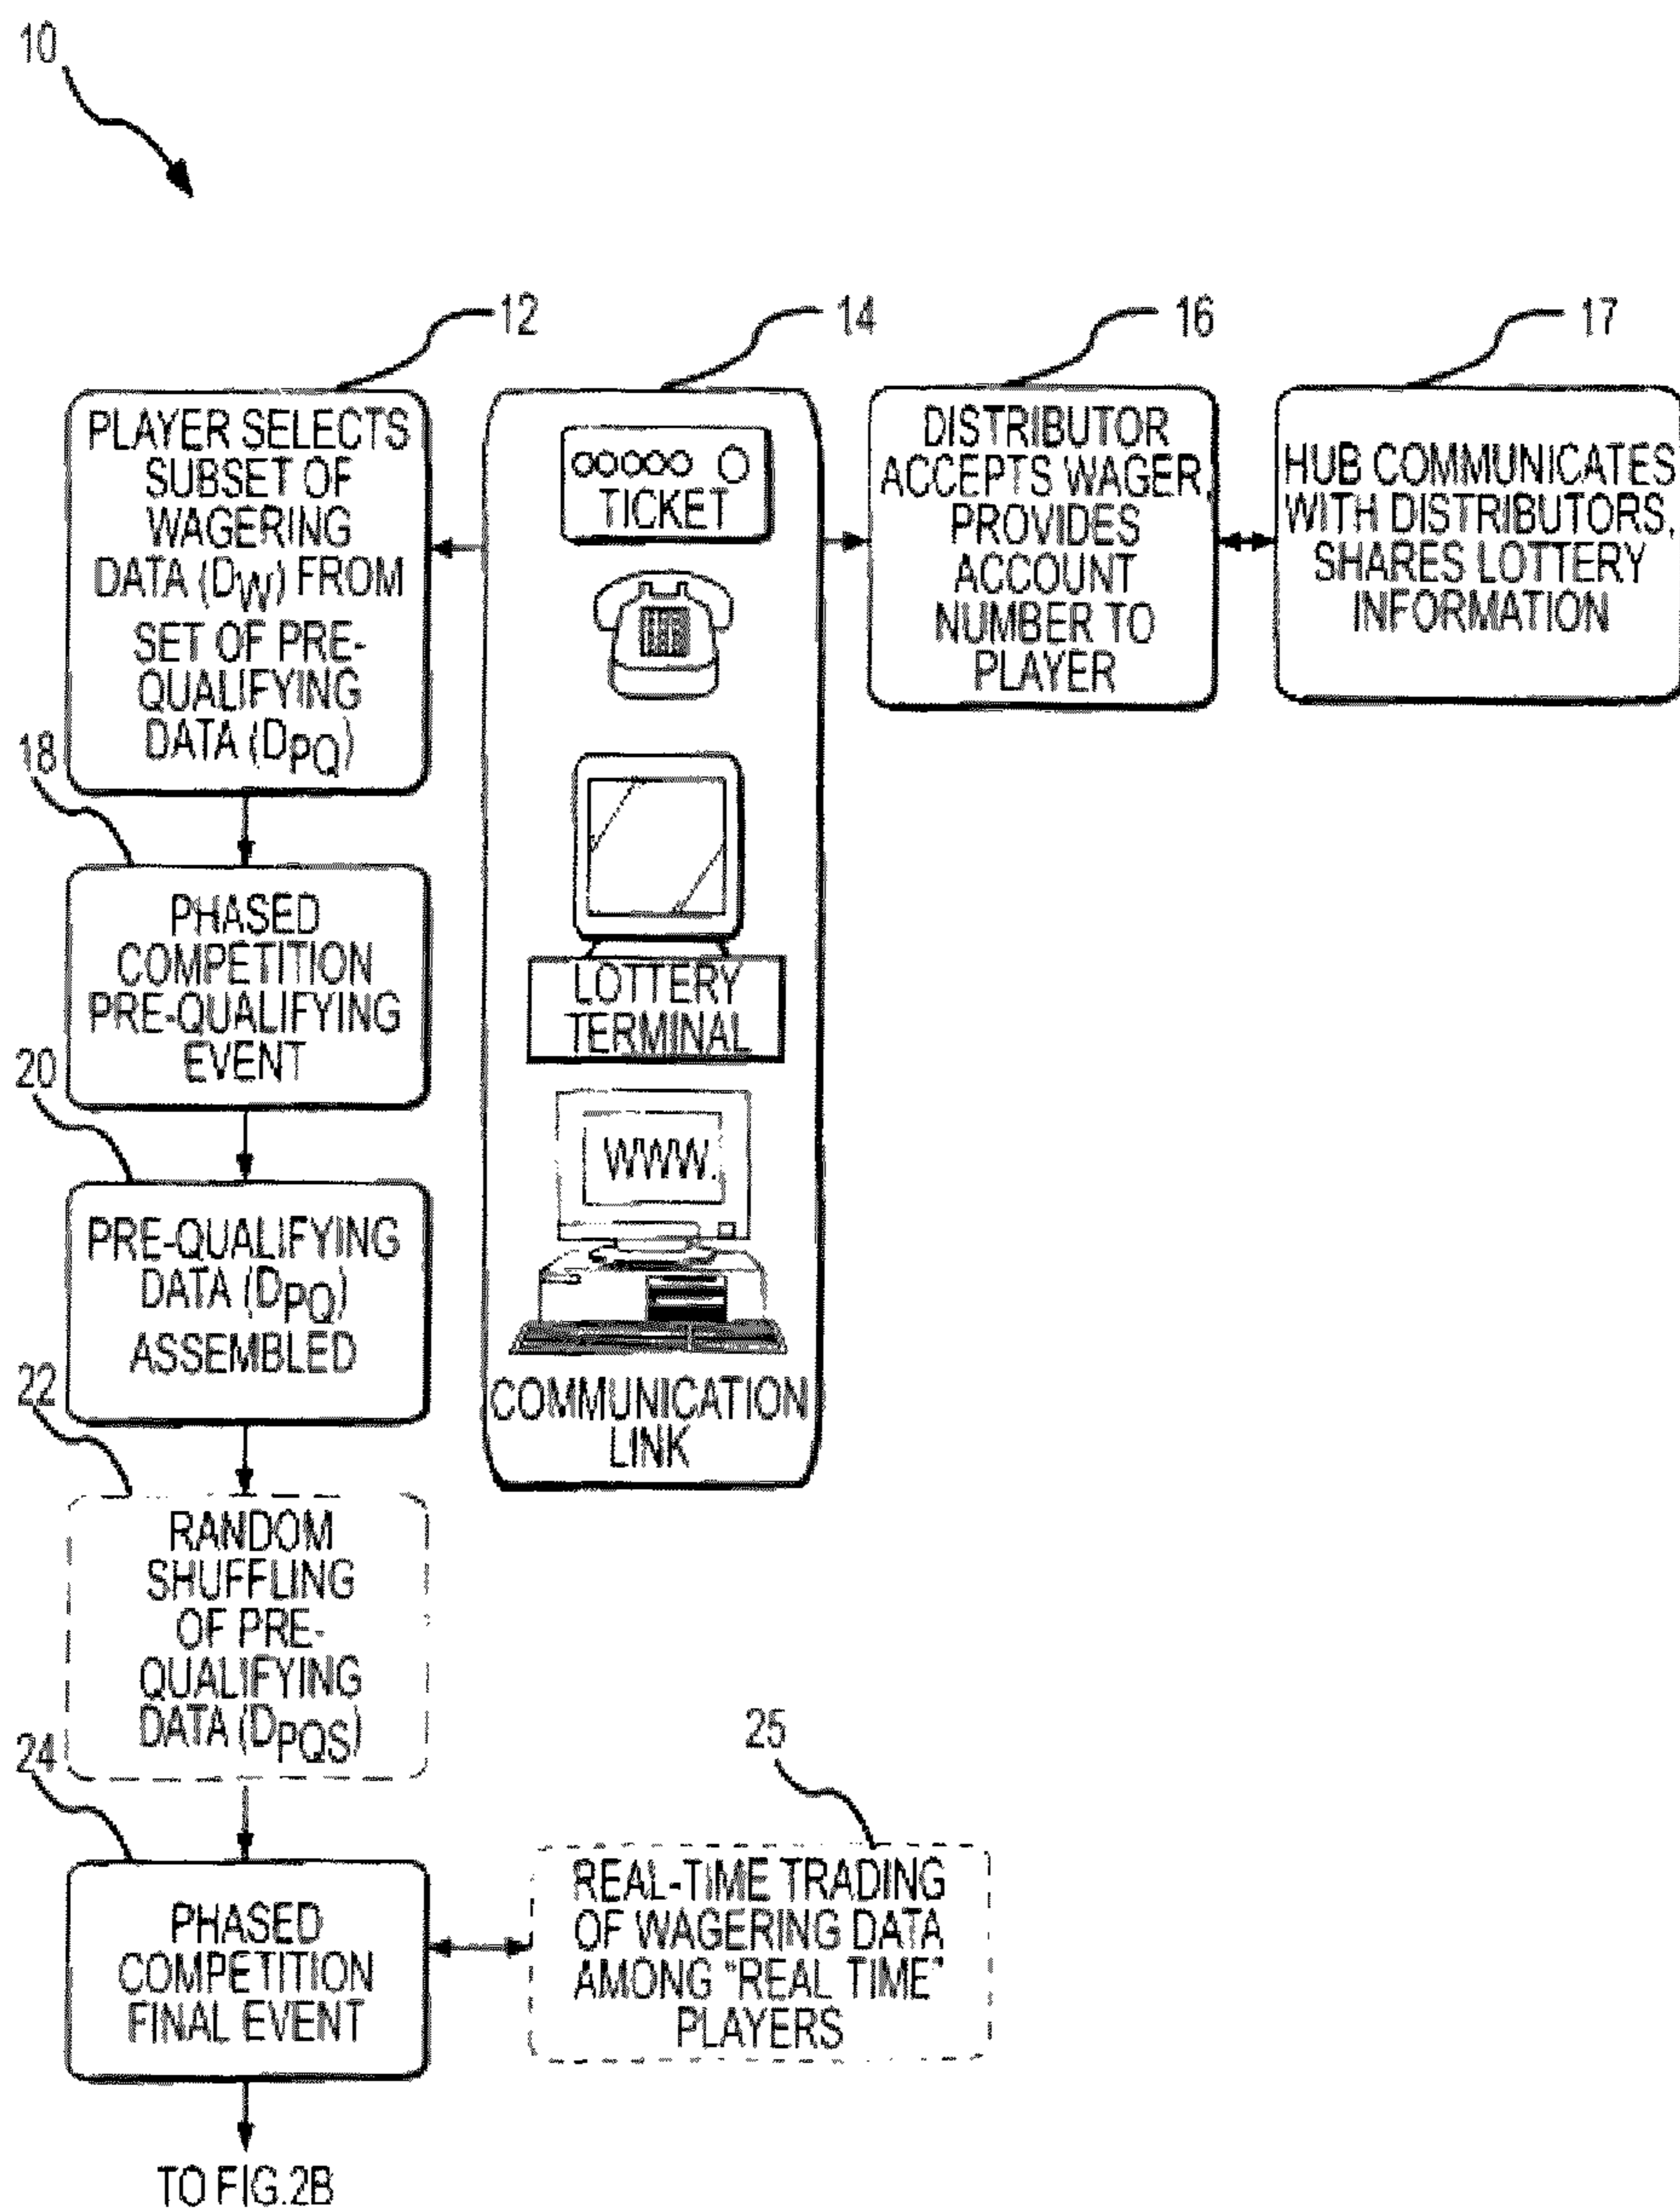 10
12
14
16
17
PLAYER SELECTS
SUBSET OF
WAGERING
DATA (DW) FROM
SET OF PRE-
QUALIFYING
DATA (DPQ)
TICKET
LOTTERY
TERMINAL
WWW.
COMMUNICATION
LINK
DISTRIBUTOR
ACCEPTS WAGER,
PROVIDES
ACCOUNT
NUMBER TO
PLAYER
HUB COMMUNICATES
WITH DISTRIBUTORS,
SHARES LOTTERY
INFORMATION
18
PHASED
COMPETITION
PRE-QUALIFYING
EVENT
20
PRE-QUALIFYING
DATA (DPQ)
ASSEMBLED
22
RANDOM
SHUFFLING
OF PRE-
QUALIFYING
DATA (DPQS)
24
PHASED
COMPETITION
FINAL EVENT
25
REAL-TIME TRADING
OF WAGERING DATA
AMONG "REAL TIME"
PLAYERS
TO FIG.2B